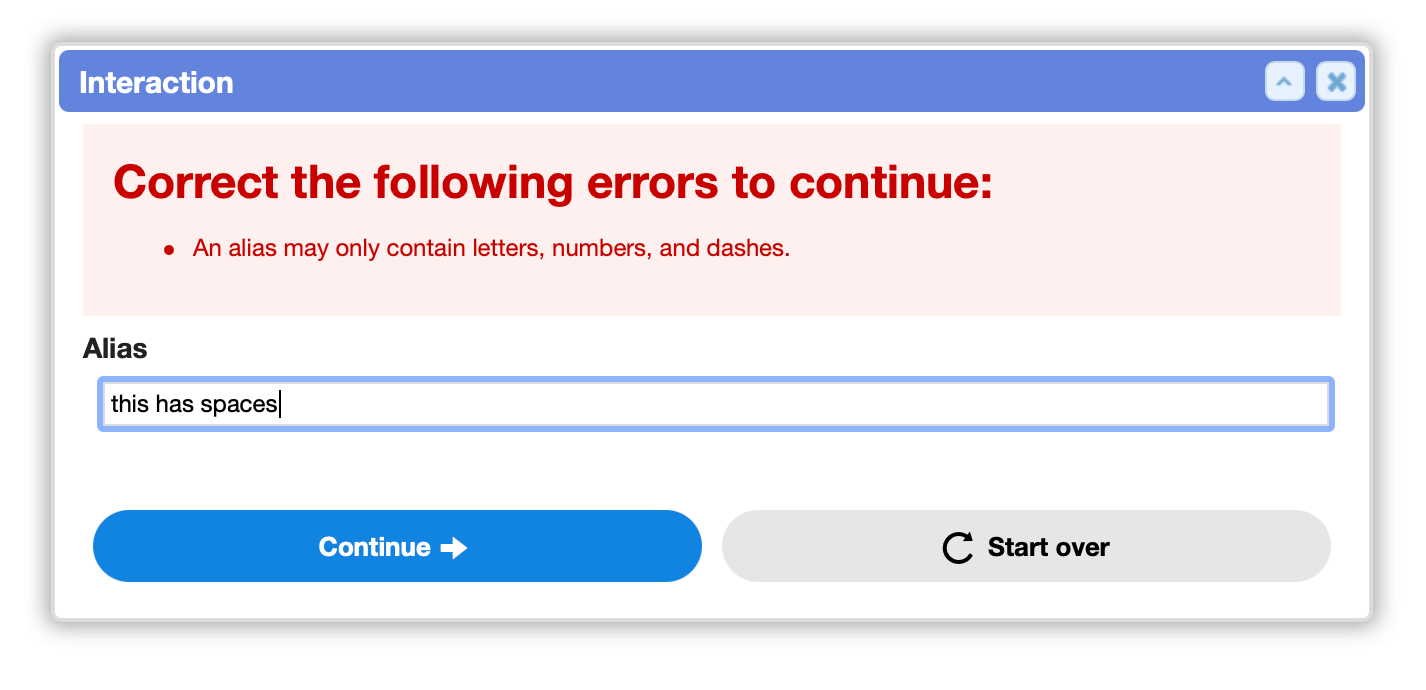 Interaction
Correct the following errors to continue:
• An alias may only contain letters, numbers, and dashes.
Alias
this has spaces
Continue
Start over